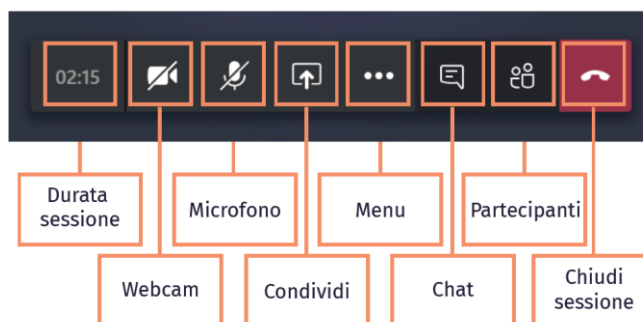 02:15
Durata
sessione
Microfono
Menu
Partecipanti
Webcam
Condividi
Chat
Chiudi
sessione